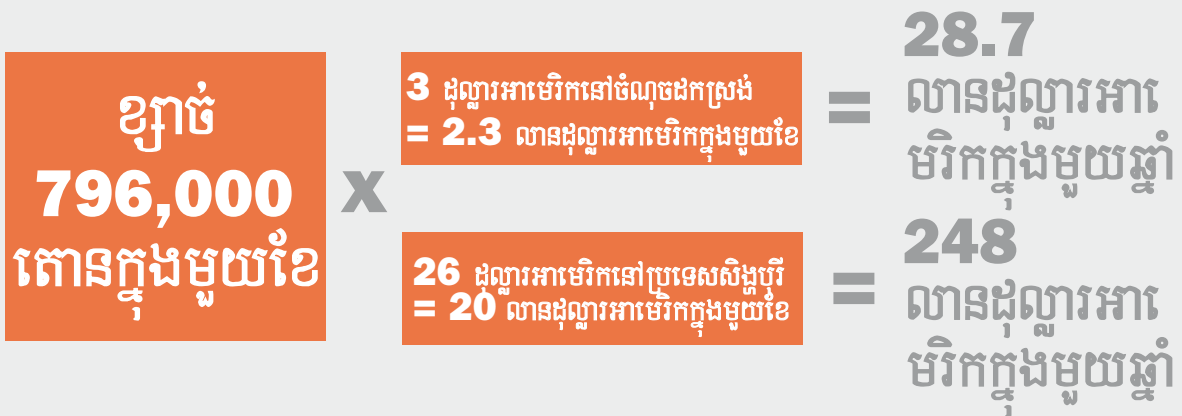 ខ្សាច់
796,000
តោនក្នុងមួយខែ
X
3 ដុល្លារអាមេរិកនៅចំណុចដកស្រង់
= 2.3 លានដុល្លារអាមេរិកក្នុងមួយខែ
=
28.7
លានដុល្លារអាមេ
មរិកក្នុងមួយឆ្នាំ
26 ដុល្លារអាមេរិកនៅប្រទេសសិង្ហបុរី
= 20 លានដុល្លារអាមេរិកក្នុងមួយខែ
=
248
លានដុល្លារអាមេ
មរិកក្នុងមួយឆ្នាំ